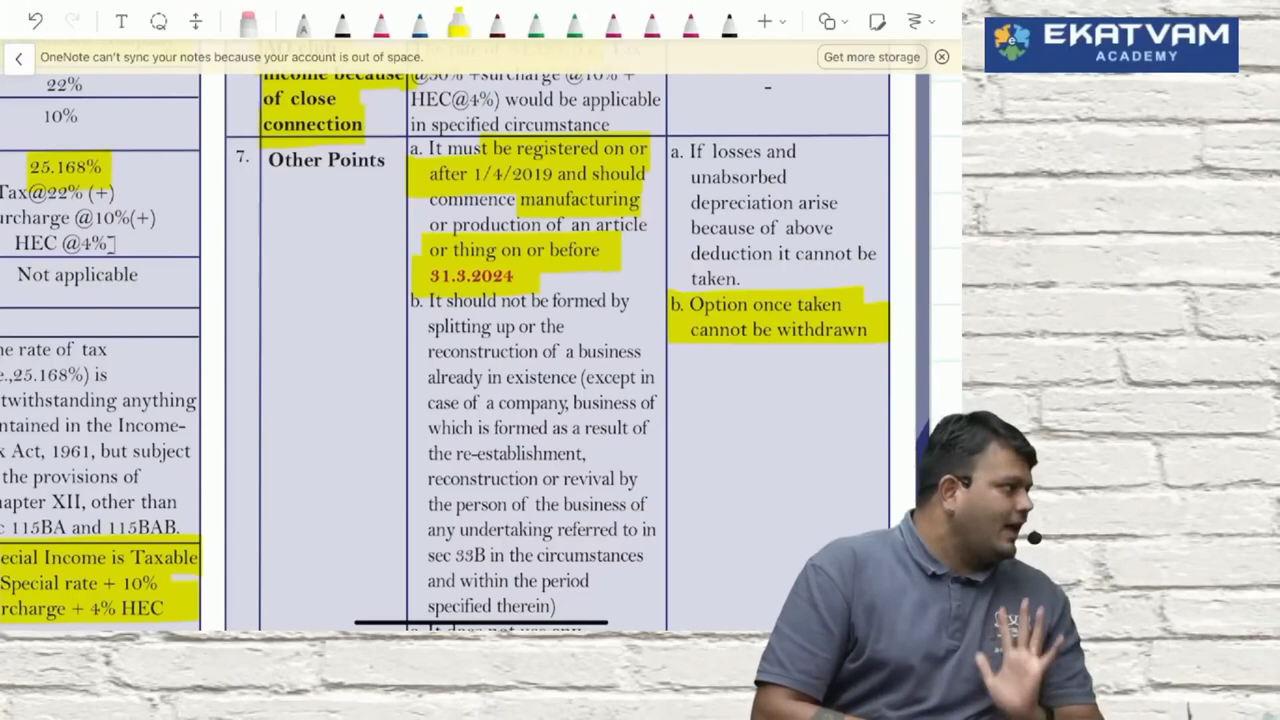 EKATVAM
ACADEMY
OneNote can't sync your notes because your account is out of space.
Get more storage
22%
10%
25.168%
Tax@22% (+)
urcharge @10%(+)
HEC @4%]
Not applicable
ne rate of tax
e.,25.168%) is
twithstanding anything
ntained in the Income-
x Act, 1961, but subject
the provisions of
hapter XII, other than
c 115BA and 115BAB.
ecial Income is Taxable
Special rate + 10%
rcharge + 4% HEC
income because
of close
connection
@30% +surcharge @10% +
HEC@4%) would be applicable
in specified circumstance
-
7.
Other Points
a. It must be registered on or
after 1/4/2019 and should
commence manufacturing
or production of an article
or thing on or before
31.3.2024
b. It should not be formed by
splitting up or the
reconstruction of a business
already in existence (except in
case of a company, business of
which is formed as a result of
the re-establishment,
reconstruction or revival by
the person of the business of
any undertaking referred to in
sec 33B in the circumstances
and within the period
specified therein)
a. If losses and
unabsorbed
depreciation arise
because of above
deduction it cannot be
taken.
b. Option once taken
cannot be withdrawn